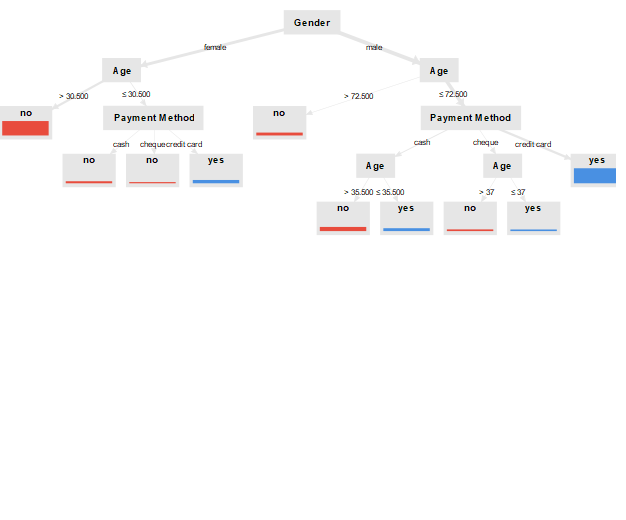 Gender
female
male
Age
Age
> 30.500
≤ 30.500
> 72.500
≤ 72.500
no
Payment Method
no
Payment Method
cash
cheque
credit card
cash
cheque
credit card
no
no
yes
Age
Age
yes
> 35.500
≤ 35.500
> 37
≤ 37
no
yes
no
yes